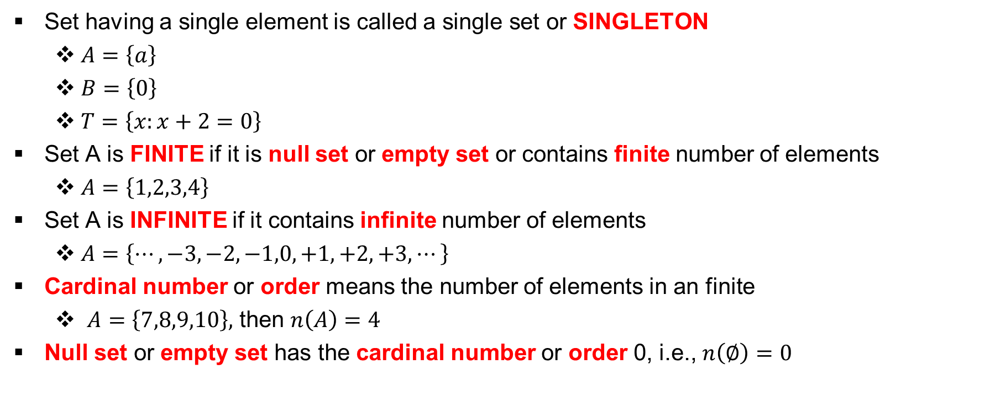 ▪ Set having a single element is called a single set or SINGLETON
❖ A = {a}
❖ B = {0}
❖ T = {x: x + 2 = 0}
▪ Set A is FINITE if it is null set or empty set or contains finite number of elements
❖ A = {1,2,3,4}
▪ Set A is INFINITE if it contains infinite number of elements
❖ A = {⋯ , −3, −2, −1,0, +1, +2, +3, ⋯ }
▪ Cardinal number or order means the number of elements in an finite
❖ A = {7,8,9,10}, then n(A) = 4
▪ Null set or empty set has the cardinal number or order 0, i.e., n(∅) = 0